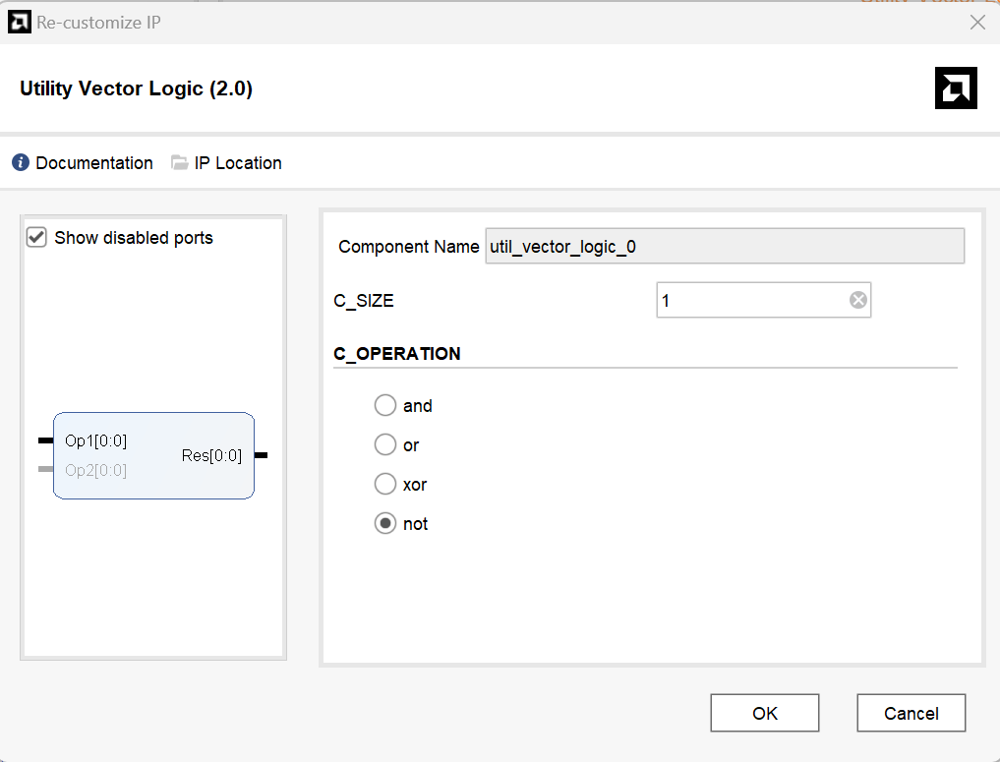 Re-customize IP
Utility Vector Logic (2.0)
Documentation IP Location
Show disabled ports
Component Name util_vector_logic_0
C_SIZE 1
C_OPERATION
and
or
xor
not
Op1[0:0]
Op2[0:0]
Res[0:0]
OK Cancel